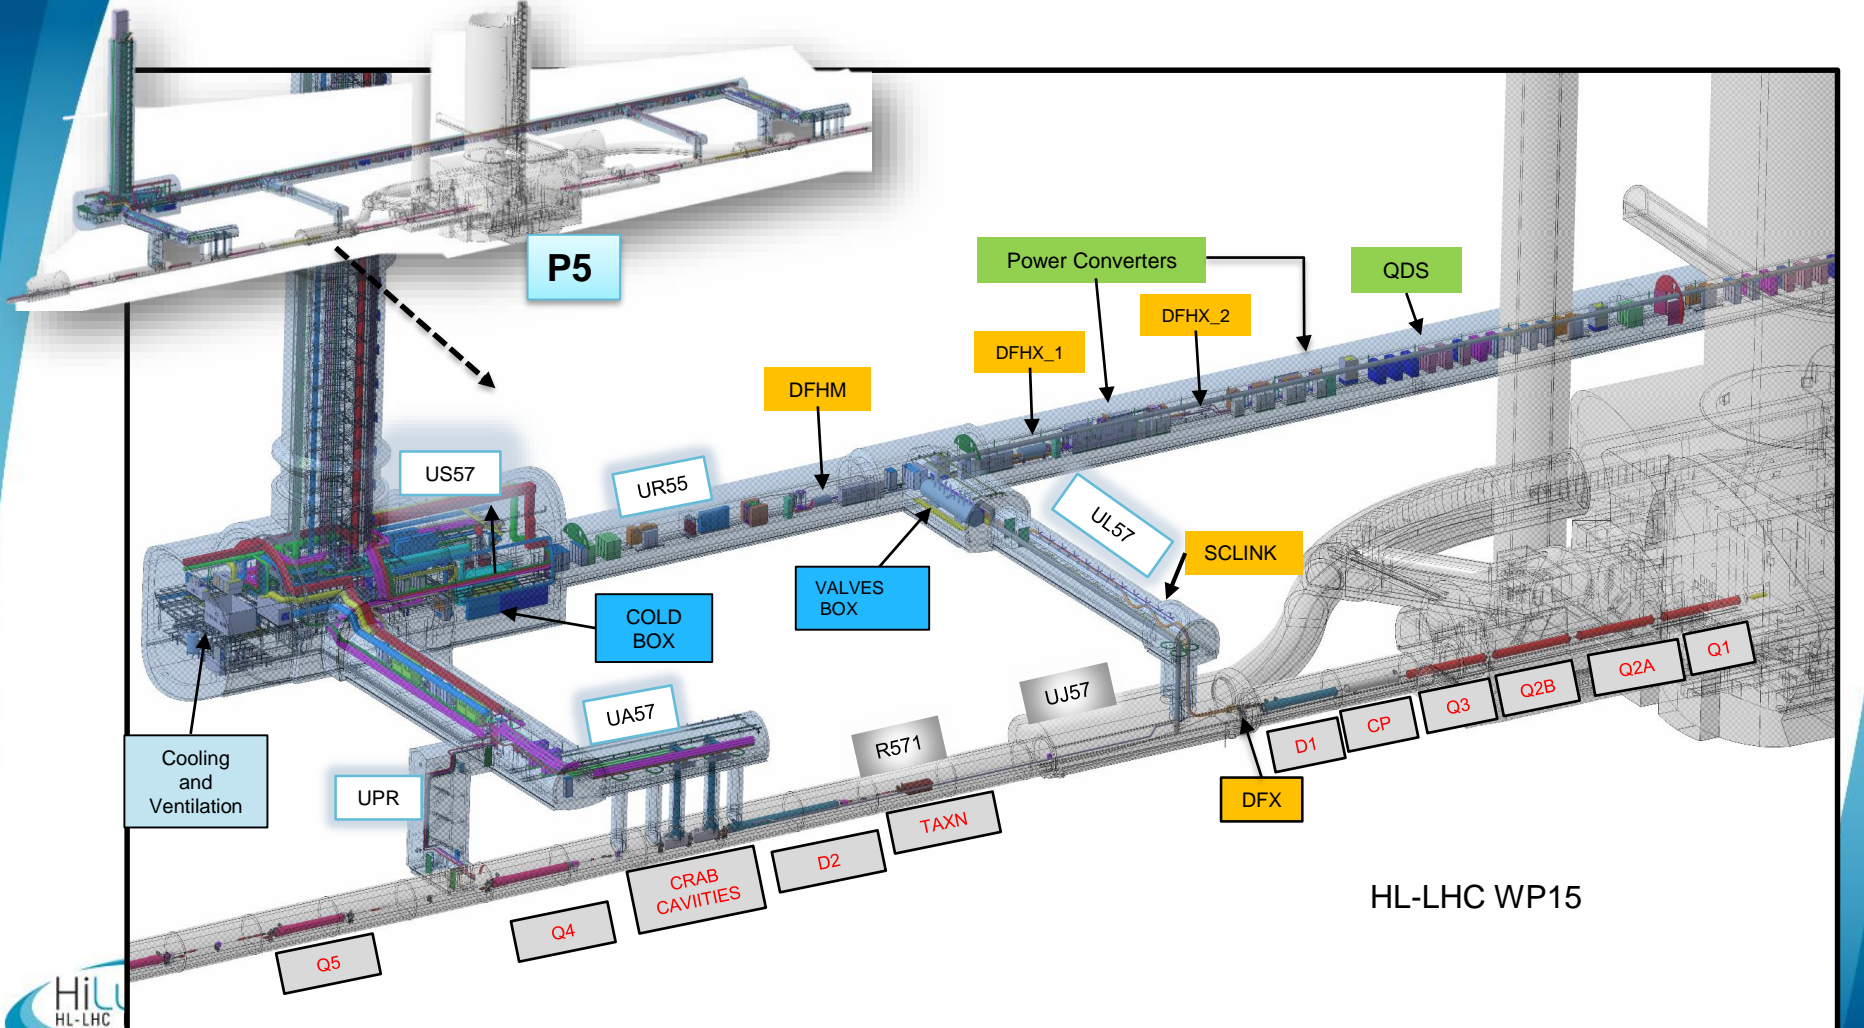 P5
Power Converters
QDS
DFHX_2
DFHX_1
DFHM
US57
UR55
UL57
SCLINK
VALVES
BOX
COLD
BOX
UJ57
Q1
Q2A
Q2B
Q3
CP
D1
UA57
R571
Cooling
and
Ventilation
UPR
DFX
TAXN
D2
CRAB
CAVIITIES
Q4
Q5
HL-LHC WP15
HL-LHC